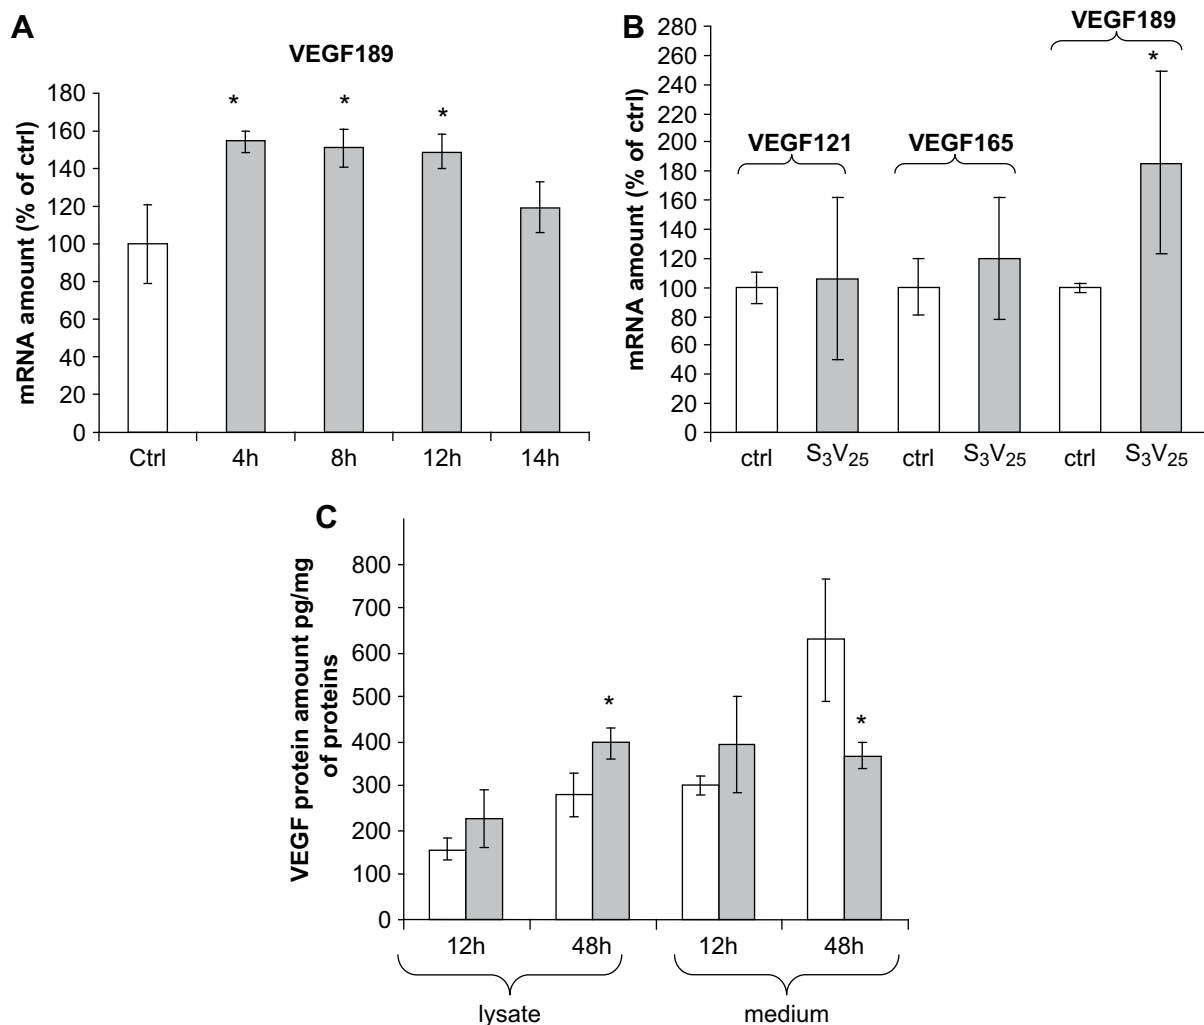 A
VEGF189
mRNA amount (% of ctrl)
180
160
140
120
100
80
60
40
20
0
*
*
*
Ctrl 4h 8h 12h 14h
B
mRNA amount (% of ctrl)
280
260
240
220
200
180
160
140
120
100
80
60
40
20
0
VEGF121
VEGF165
VEGF189
*
ctrl S₃V₂₅ ctrl S₃V₂₅ ctrl S₃V₂₅
C
VEGF protein amount pg/mg
of proteins
800
700
600
500
400
300
200
100
0
*
*
12h 48h 12h 48h
lysate medium